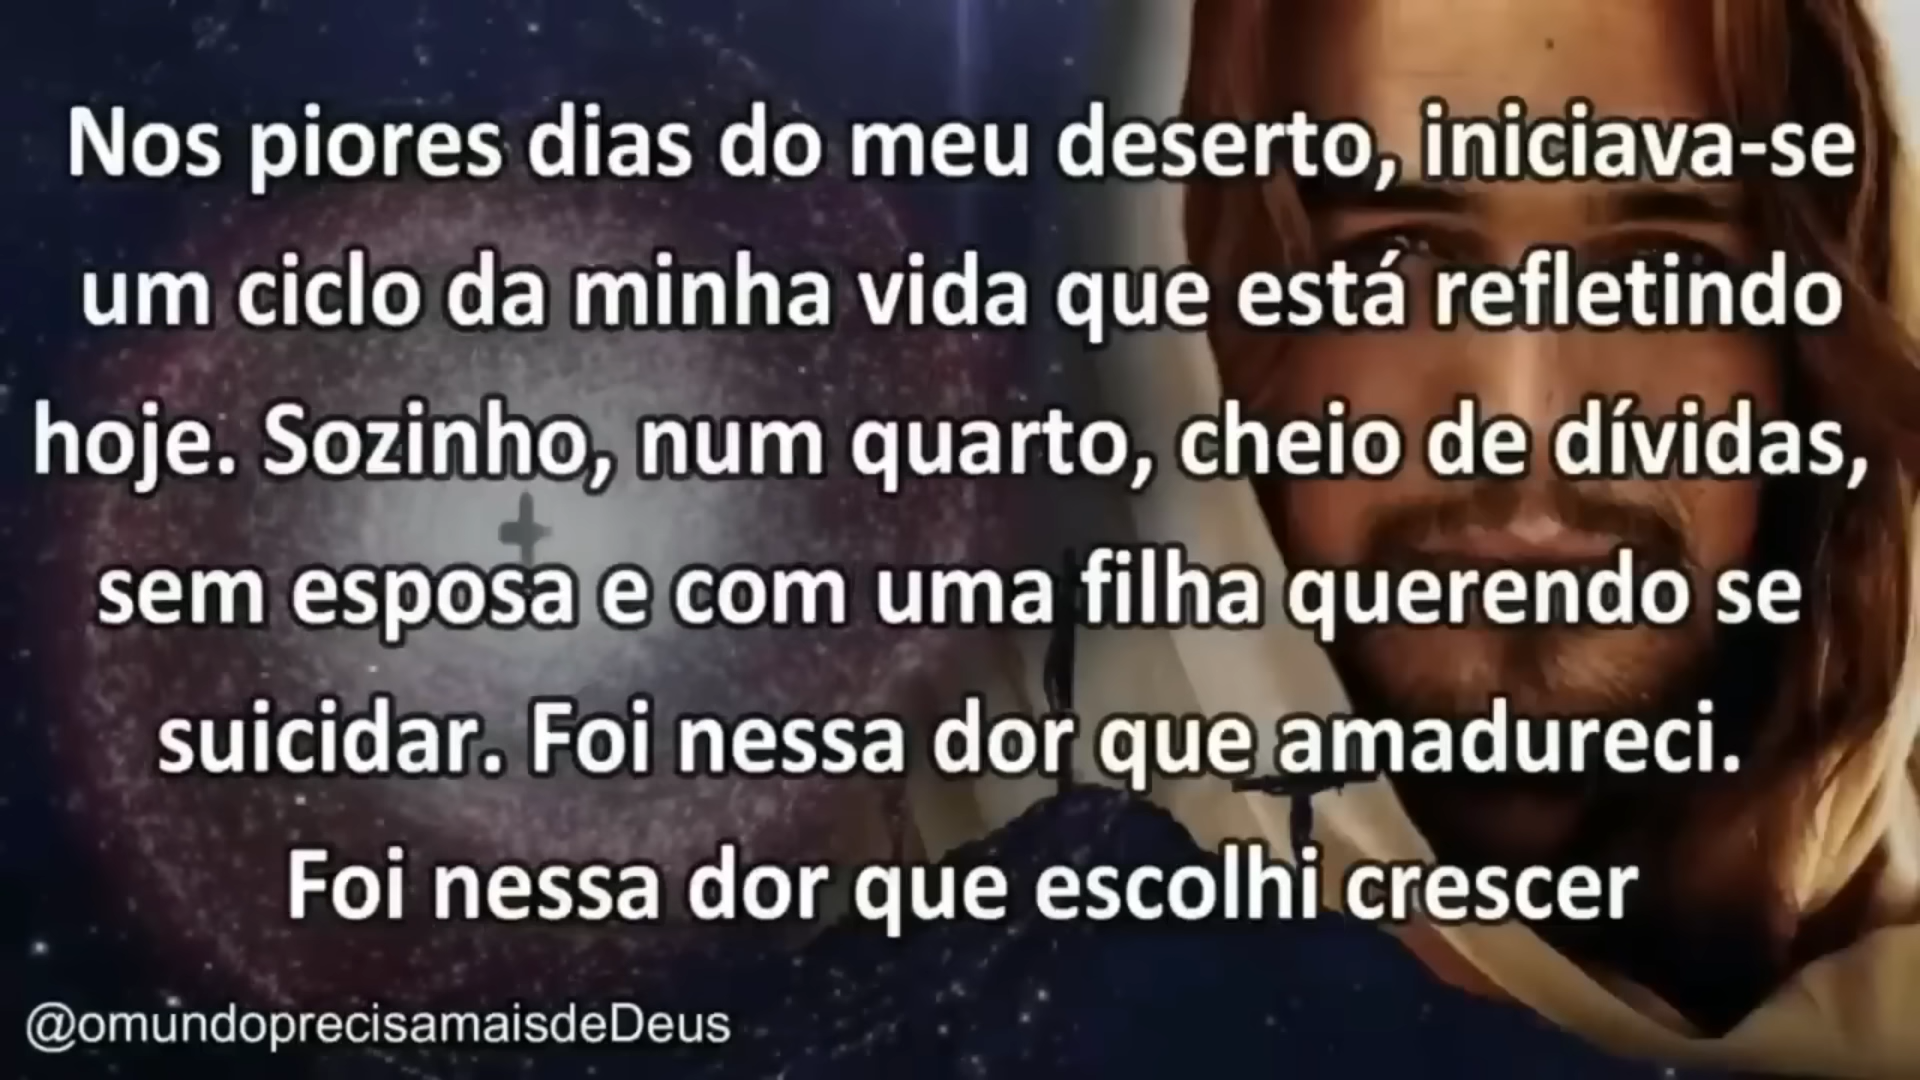 Nos piores dias do meu deserto, iniciava-se
um ciclo da minha vida que está refletindo
hoje. Sozinho, num quarto, cheio de dívidas,
sem esposa e com uma filha querendo se
suicidar. Foi nessa dor que amadureci.
Foi nessa dor que escolhi crescer
@omundoprecisamaisdeDeus